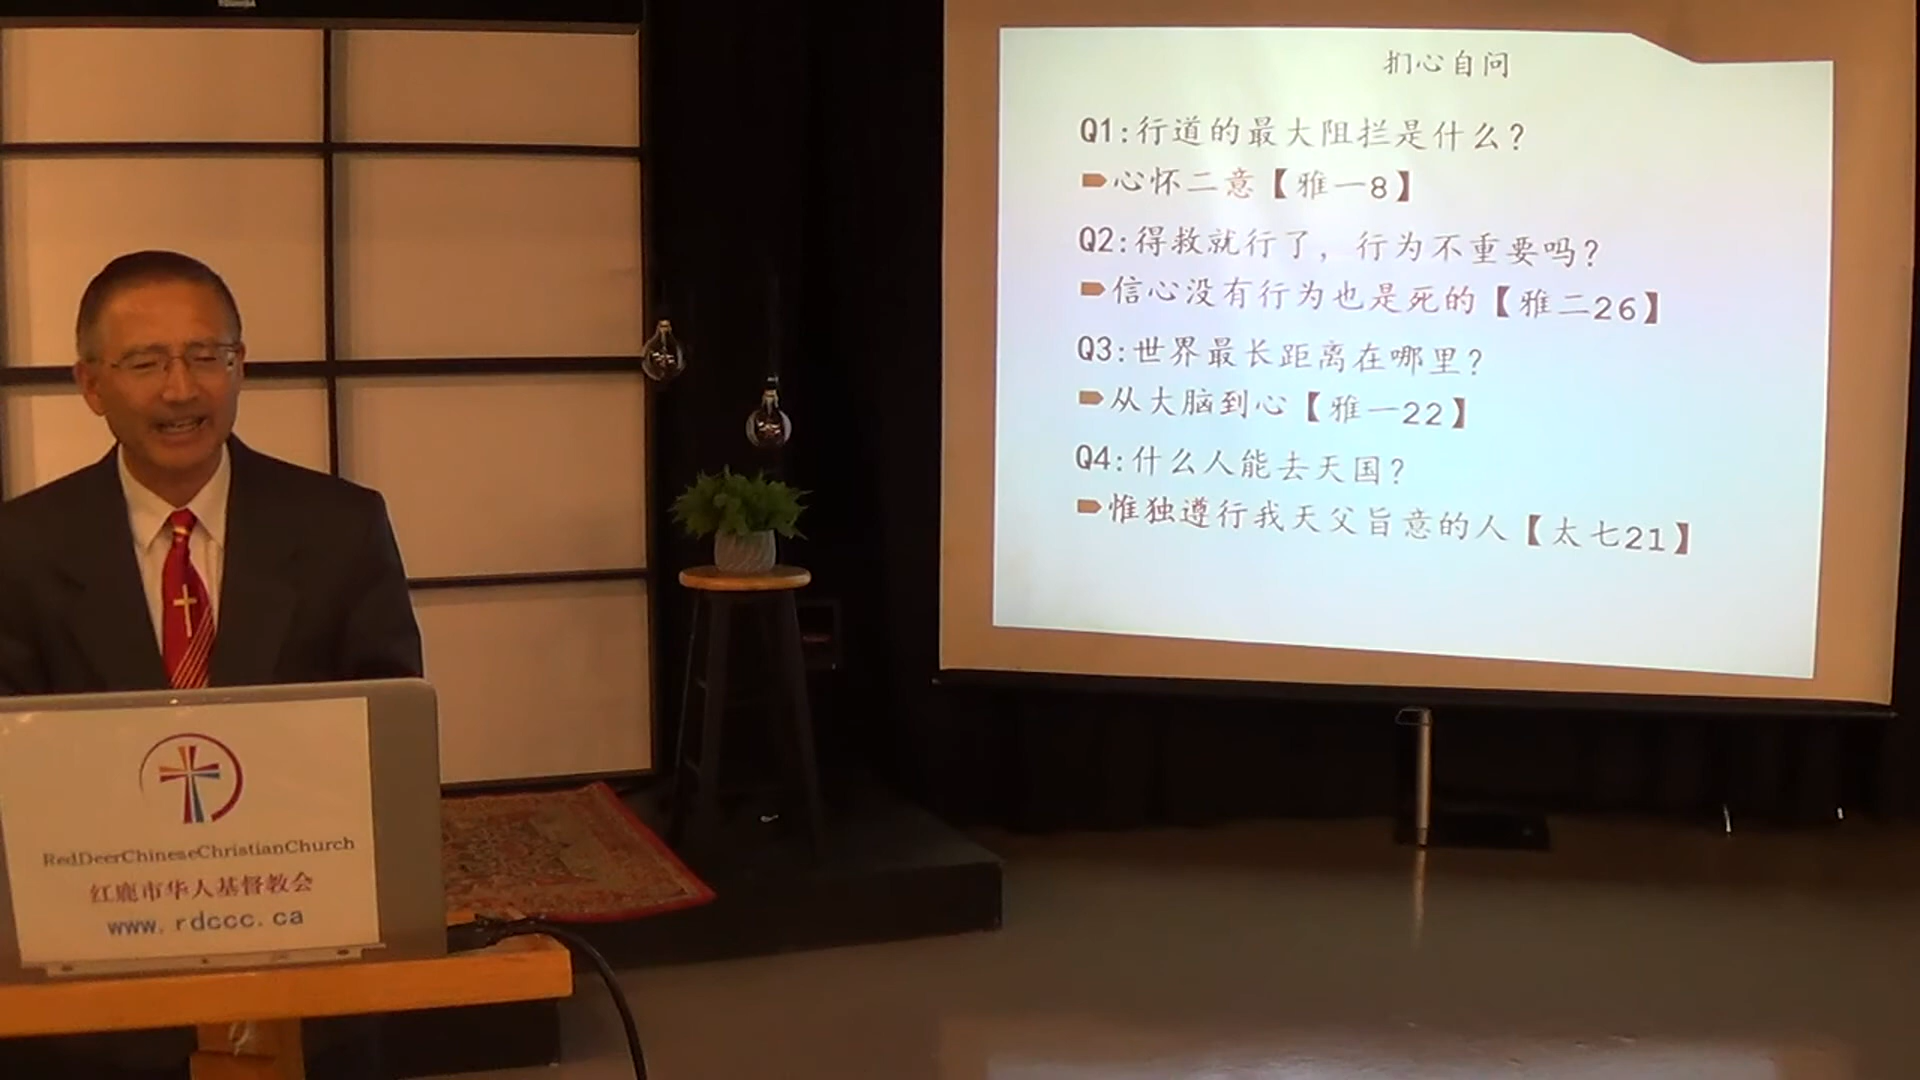 扪心自问
Q1:行道的最大阻拦是什么?
心怀二意【雅一8】
Q2:得救就行了，行为不重要吗?
信心没有行为也是死的【雅二26】
Q3:世界最长距离在哪里?
从大脑到心【雅一22】
Q4:什么人能去天国?
惟独遵行我天父旨意的人【太七21】
RedDeerChineseChristianChurch
红鹿市华人基督教会
www.rdccc.ca